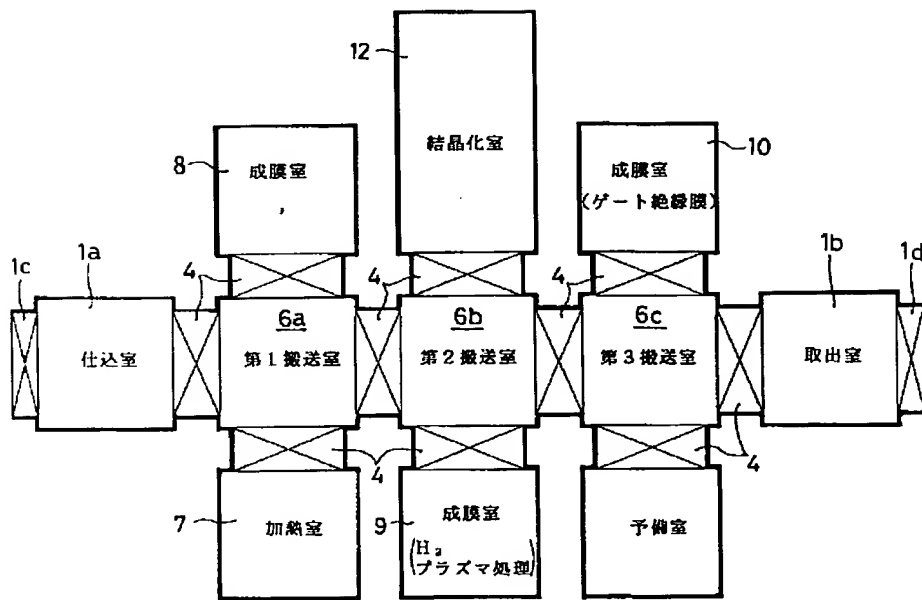 12
結晶化室
8
成膜室
,
10
成膜室
(ゲート絶縁膜)
1c
1a
4
4
4
1b
1d
仕込室
6a
第1搬送室
6b
第2搬送室
6c
第3搬送室
取出室
4
4
7
加熱室
9
成膜室
(H₂
プラズマ処理)
予備室